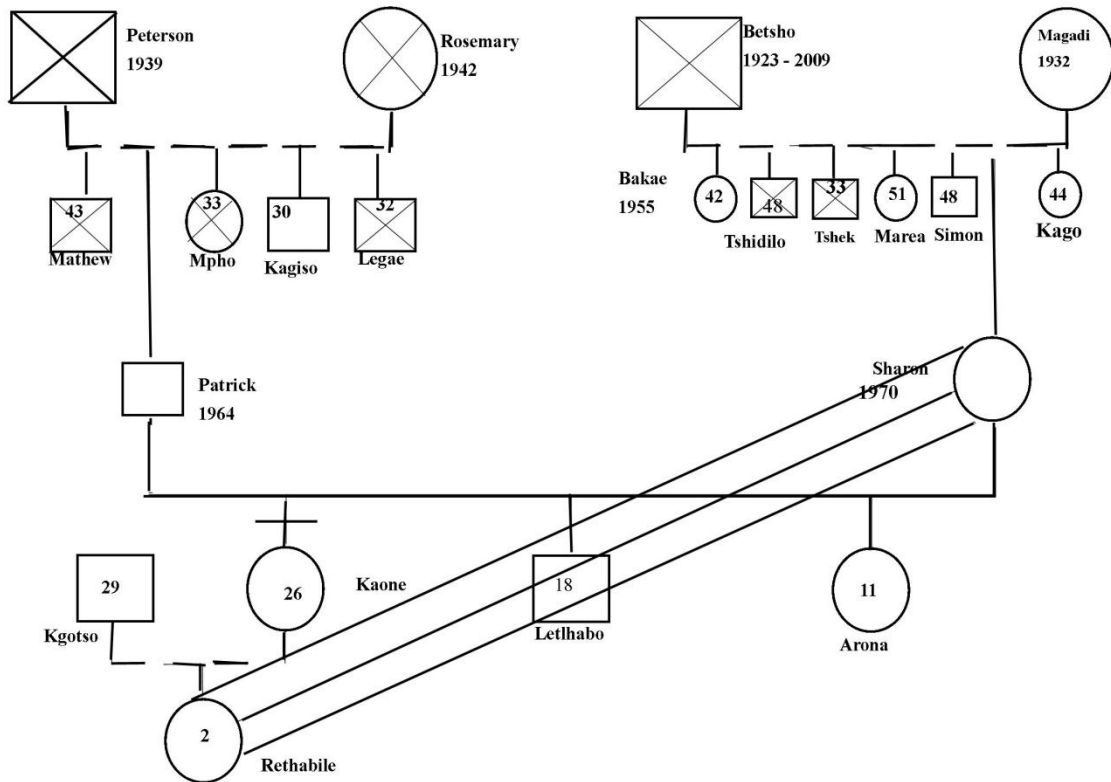 Peterson
1939
Rosemary
1942
Betsho
1923 - 2009
Magadi
1932
43
Mathew
33
Mpho
30
Kagiso
32
Legae
Bakae
1955
42
48
Tshidilo
33
Tshek
51
Marea
48
Simon
44
Kago
Patrick
1964
Sharon
1970
29
Kgotso
26
Kaone
18
Letlhabo
11
Arona
2
Rethabile